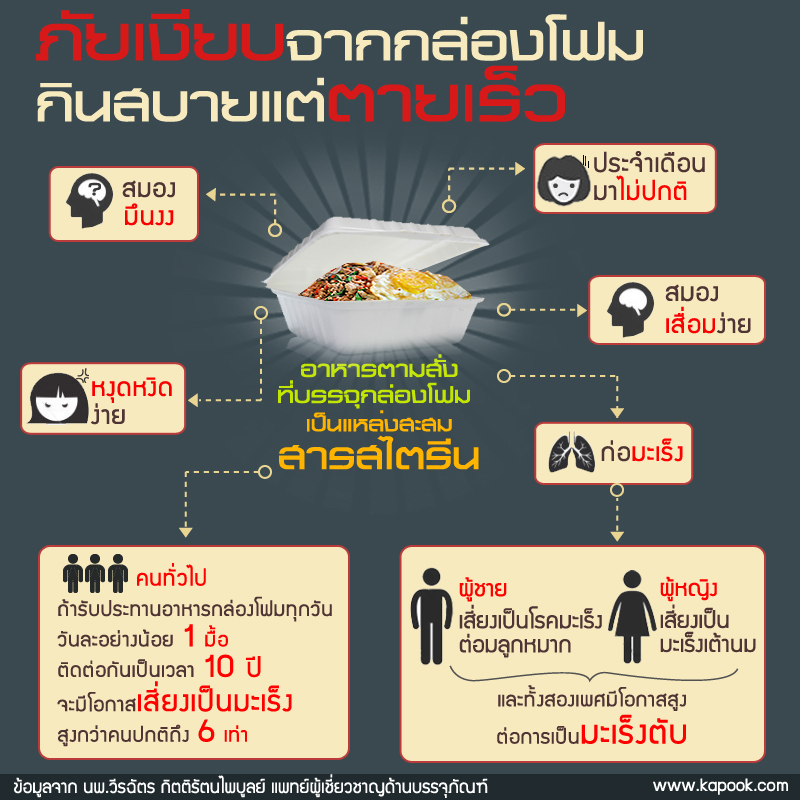 ภัยเงียบจากกล่องโฟม
กินสบายแต่ตายเร็ว
สมอง
มึนงง
ประจำเดือน
มาไม่ปกติ
สมอง
เสื่อมง่าย
หงุดหงิด
ง่าย
อาหารตามสั่ง
ที่บรรจุกล่องโฟม
เป็นแหล่งสะสม
สารสไตรีน
ก่อมะเร็ง
คนทั่วไป
ถ้ารับประทานอาหารกล่องโฟมทุกวัน
วันละอย่างน้อย 1 มื้อ
ติดต่อกันเป็นเวลา 10 ปี
จะมีโอกาสเสี่ยงเป็นมะเร็ง
สูงกว่าคนปกติถึง 6 เท่า
ผู้ชาย
เสี่ยงเป็นโรคมะเร็ง
ต่อมลูกหมาก
ผู้หญิง
เสี่ยงเป็น
มะเร็งเต้านม
และทั้งสองเพศมีโอกาสสูง
ต่อการเป็นมะเร็งตับ
ข้อมูลจาก นพ.วีรฉัตร กิตติรัตนไพบูลย์ แพทย์ผู้เชี่ยวชาญด้านบรรจุภัณฑ์
www.kapook.com